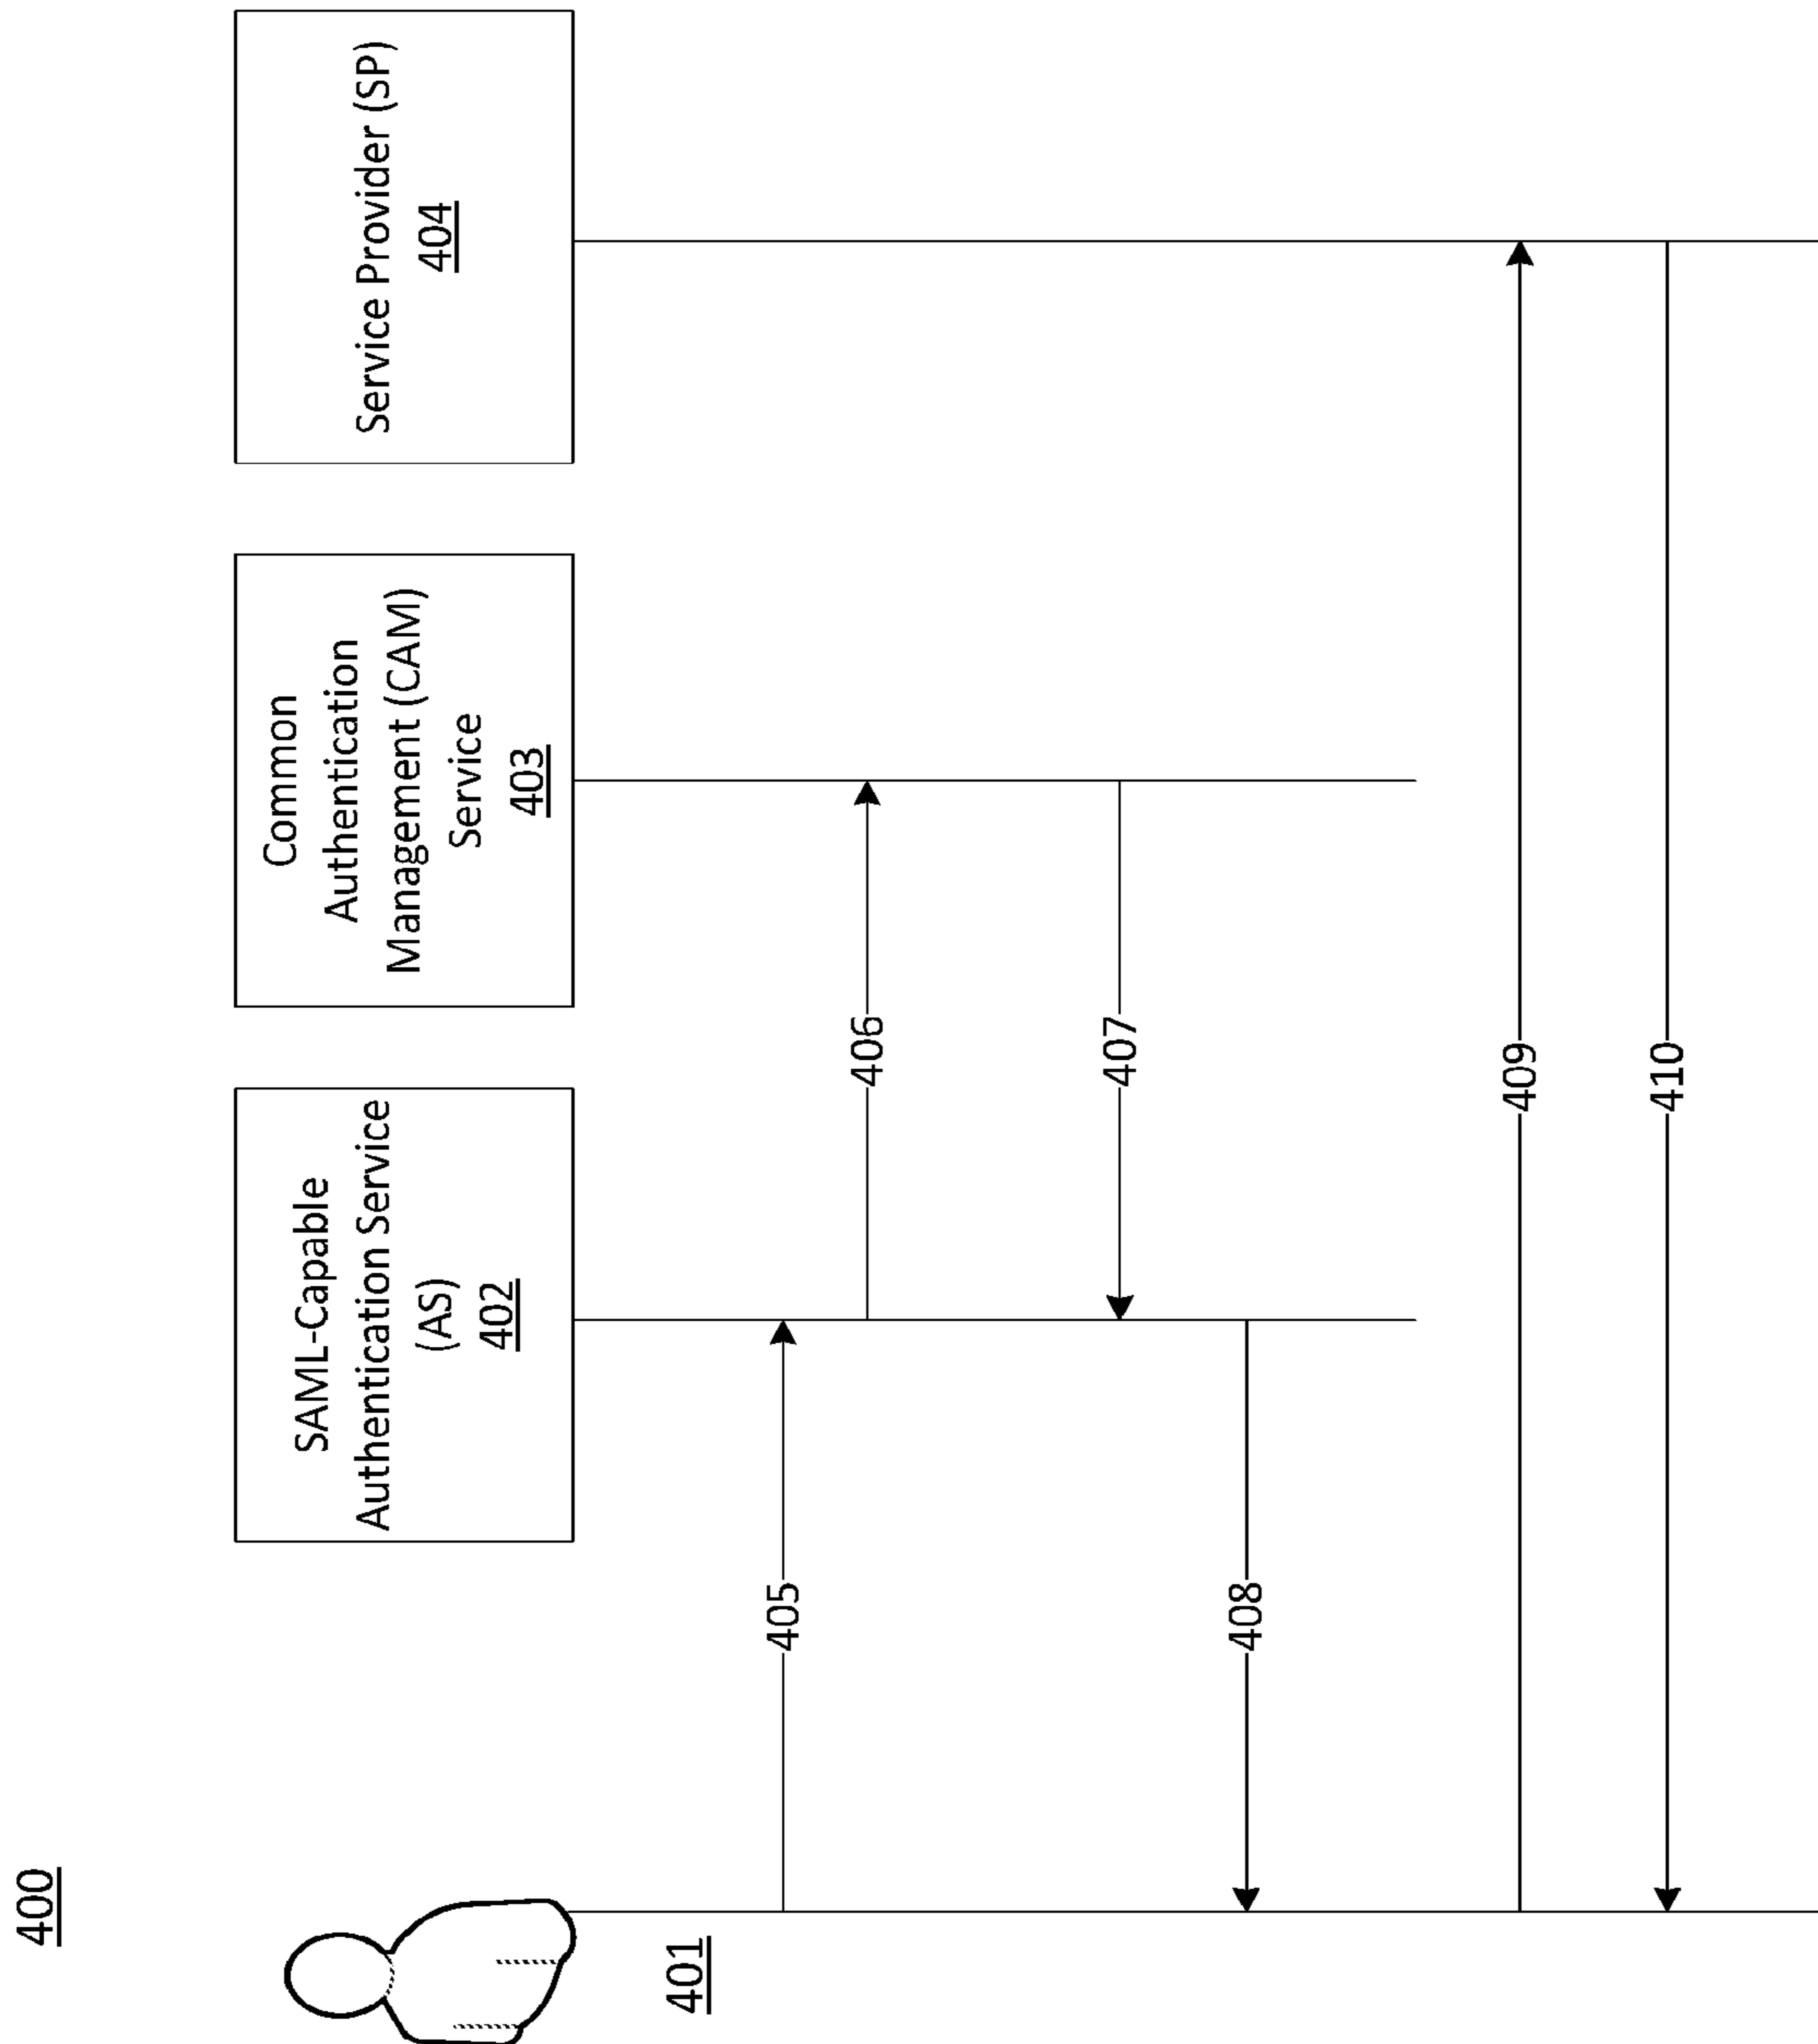 400
401
SAML-Capable
Authentication Service
(AS)
402
Common
Authentication
Management (CAM)
Service
403
Service Provider (SP)
404
405
406
407
408
409
410